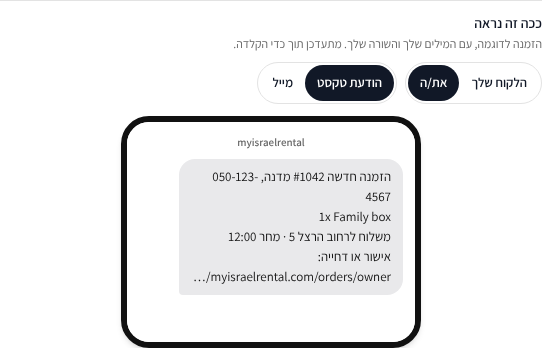 ככה זה נראה
הזמנה לדוגמה, עם המילים שלך והשורה שלך. מתעדכן תוך כדי הקלדה.
הלקוח שלך
את/ה
הודעת טקסט
מייל
myisraelrental
הזמנה חדשה #1042 מדנה, 050-123-
4567
1x Family box
משלוח לרחוב הרצל 5 · מחר 12:00
אישור או דחייה:
myisraelrental.com/orders/owner/…